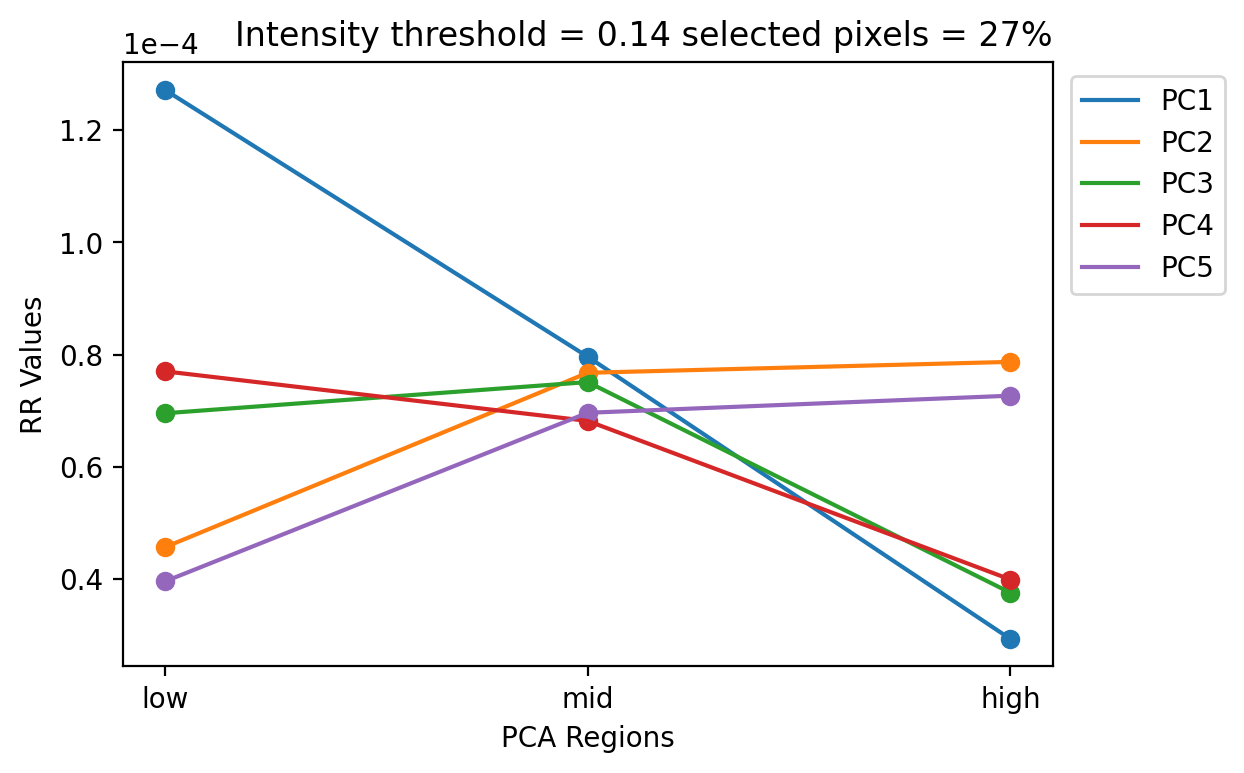 Intensity threshold = 0.14 selected pixels = 27%
1e−4
1.2
1.0
0.8
0.6
0.4
RR Values
low
mid
high
PCA Regions
PC1
PC2
PC3
PC4
PC5